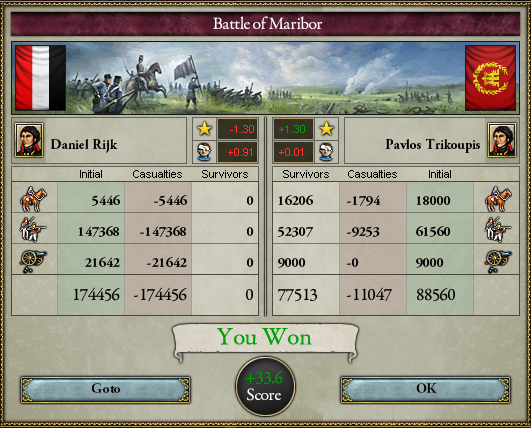 Battle of Maribor
Daniel Rijk
-1.30
+0.91
+1.30
+0.01
Pavlos Trikoupis
Initial Casualties Survivors Survivors Casualties Initial
5446 -5446 0 16206 -1794 18000
147368 -147368 0 52307 -9253 61560
21642 -21642 0 9000 -0 9000
174456 -174456 0 77513 -11047 88560
You Won
Goto
+33.6
Score
OK